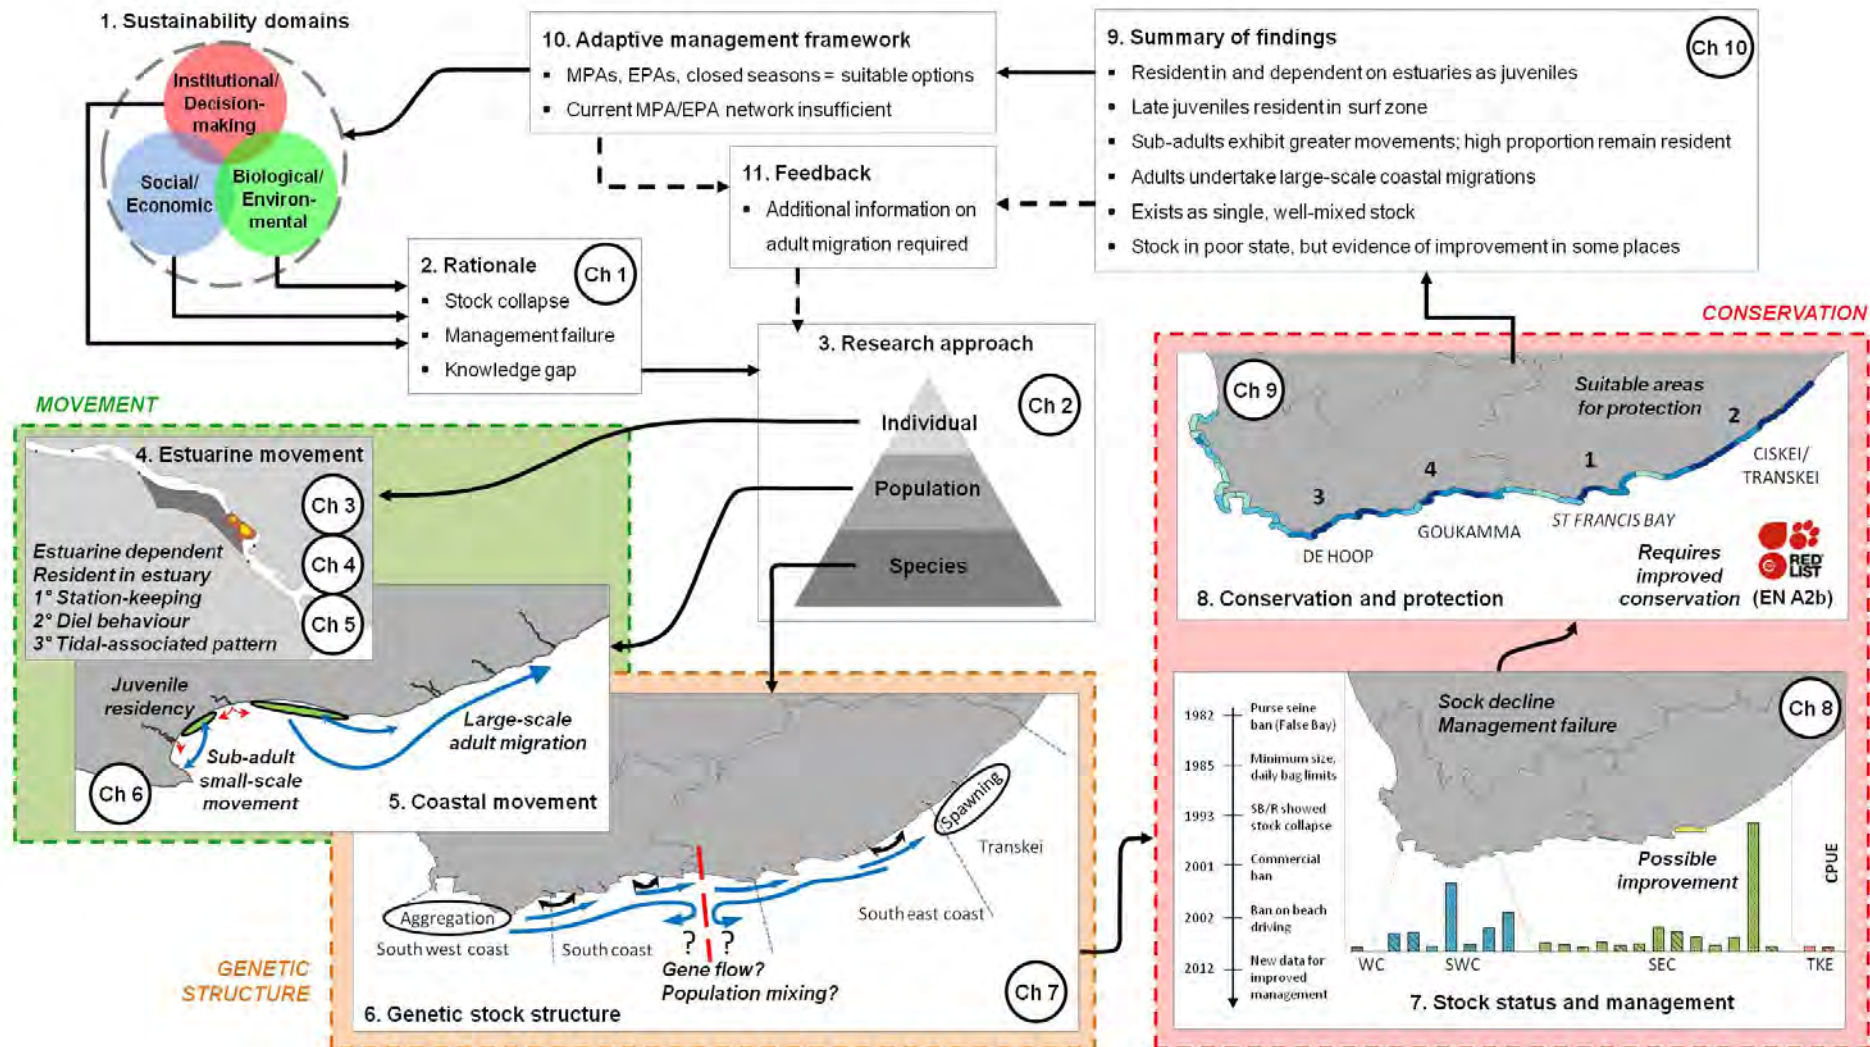 1. Sustainability domains
Institutional/
Decision-
making
Social/
Economic
Biological/
Environ-
mental
10. Adaptive management framework
▪ MPAs, EPAs, closed seasons = suitable options
▪ Current MPA/EPA network insufficient
9. Summary of findings
Ch 10
▪ Resident in and dependent on estuaries as juveniles
▪ Late juveniles resident in surf zone
▪ Sub-adults exhibit greater movements; high proportion remain resident
▪ Adults undertake large-scale coastal migrations
▪ Exists as single, well-mixed stock
▪ Stock in poor state, but evidence of improvement in some places
11. Feedback
▪ Additional information on
adult migration required
2. Rationale
Ch 1
▪ Stock collapse
▪ Management failure
▪ Knowledge gap
3. Research approach
Ch 2
Individual
Population
Species
MOVEMENT
4. Estuarine movement
Ch 3
Ch 4
Ch 5
Estuarine dependent
Resident in estuary
1° Station-keeping
2° Diel behaviour
3° Tidal-associated pattern
Juvenile
residency
Sub-adult
small-scale
movement
Large-scale
adult migration
Ch 6
5. Coastal movement
GENETIC
STRUCTURE
Aggregation
Spawning
Transkei
South east coast
South west coast
South coast
? ?
Gene flow?
Population mixing?
Ch 7
6. Genetic stock structure
CONSERVATION
Ch 9
Suitable areas
for protection
2
CISKEI/
TRANSKEI
1
4
3
ST FRANCIS BAY
GOUKAMMA
DE HOOP
Requires
improved
conservation
RED
LIST
(EN A2b)
8. Conservation and protection
Sock decline
Management failure
Ch 8
1982
Purse seine
ban (False Bay)
1985
Minimum size,
daily bag limits
1993
SB/R showed
stock collapse
2001
Commercial
ban
2002
Ban on beach
driving
2012
New data for
improved
management
Possible
improvement
CPUE
WC
SWC
SEC
TKE
7. Stock status and management